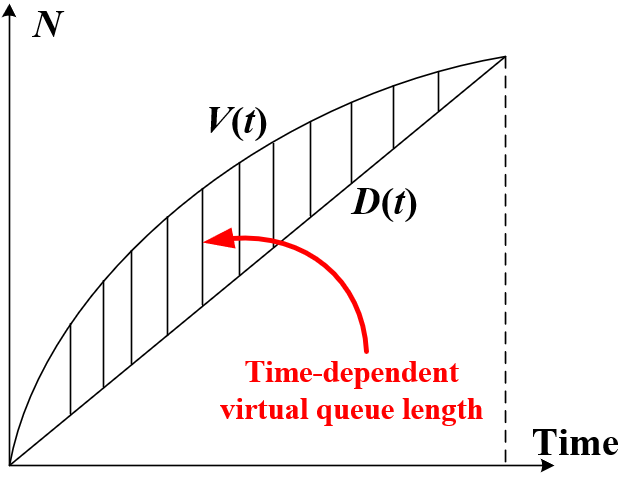 N
V(t)
D(t)
Time-dependent
virtual queue length
Time